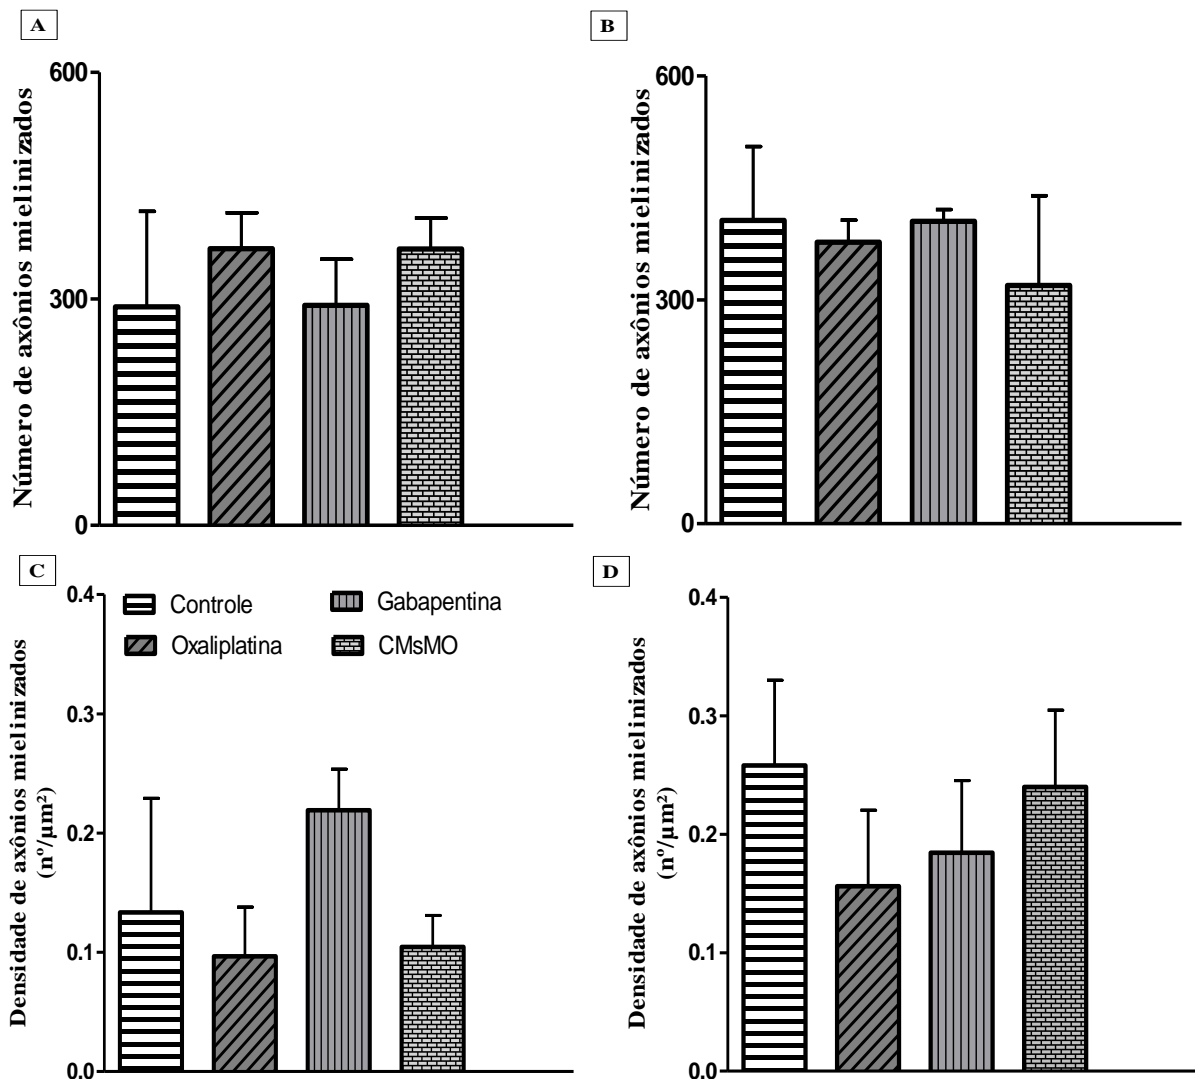 A
Número de axônios mielinizados
600
300
0
B
Número de axônios mielinizados
600
300
0
C
Densidade de axônios mielinizados
(nº/µm²)
0.4
0.3
0.2
0.1
0.0
Controle
Gabapentina
Oxaliplatina
CMsMO
D
Densidade de axônios mielinizados
(nº/µm²)
0.4
0.3
0.2
0.1
0.0